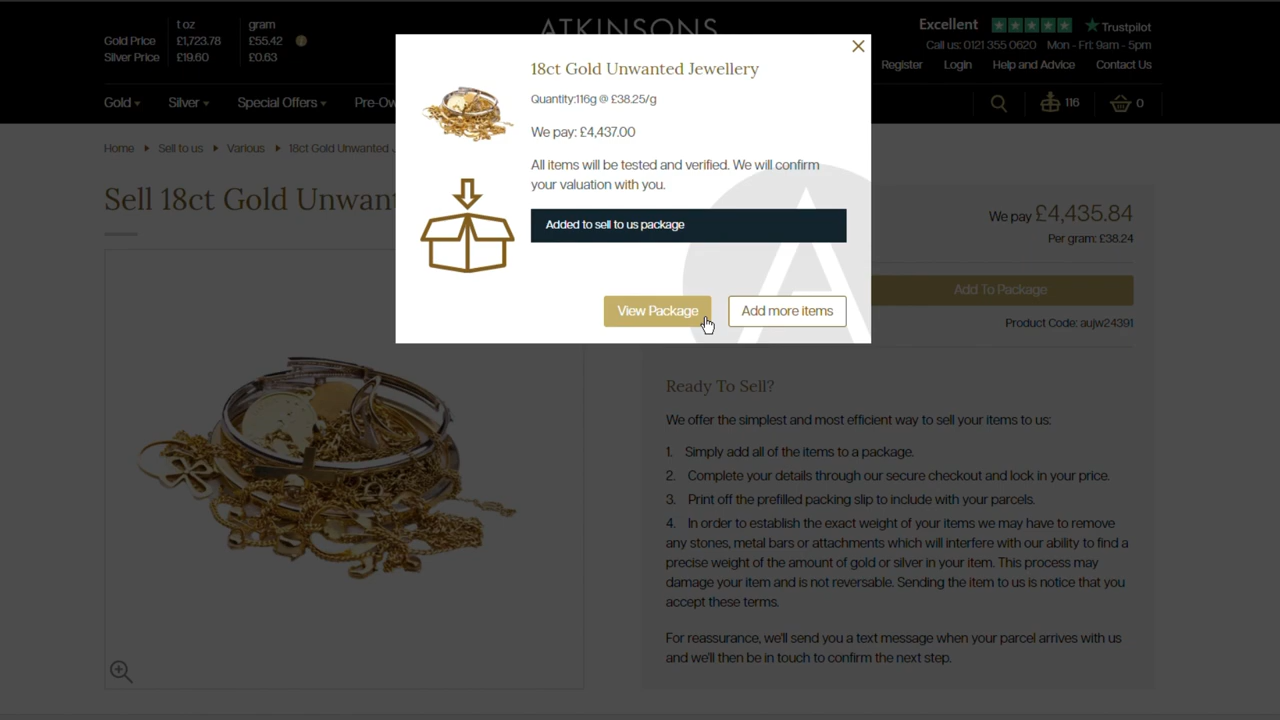 t oz gram
Gold Price £1,723.78 £55.42
Silver Price £19.60 £0.63
ATKINSONS
Excellent Trustpilot
Call us: 0121 355 0620 Mon - Fri: 9am - 5pm
Register Login Help and Advice Contact Us
Gold Silver Special Offers Pre-Ow
116 0
Home Sell to us Various 18ct Gold Unwanted
Sell 18ct Gold Unwant
18ct Gold Unwanted Jewellery
Quantity:116g @ £38.25/g
We pay: £4,437.00
All items will be tested and verified. We will confirm
your valuation with you.
Added to sell to us package
View Package Add more items
We pay £4,435.84
Per gram: £38.24
Add To Package
Product Code: aujw24391
Ready To Sell?
We offer the simplest and most efficient way to sell your items to us:
1. Simply add all of the items to a package.
2. Complete your details through our secure checkout and lock in your price.
3. Print off the prefilled packing slip to include with your parcels.
4. In order to establish the exact weight of your items we may have to remove
any stones, metal bars or attachments which will interfere with our ability to find a
precise weight of the amount of gold or silver in your item. This process may
damage your item and is not reversable. Sending the item to us is notice that you
accept these terms.
For reassurance, we'll send you a text message when your parcel arrives with us
and we'll then be in touch to confirm the next step.